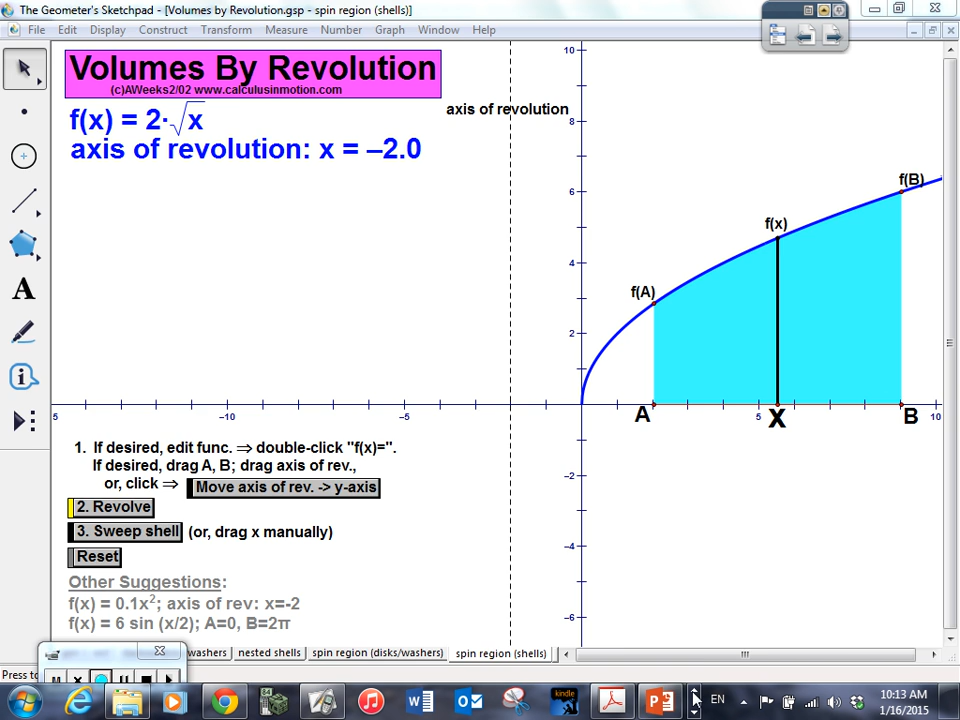 The Geometer's Sketchpad - [Volumes by Revolution.gsp - spin region (shells)]
File Edit Display Construct Transform Measure Number Graph Window Help
Volumes By Revolution
(c)AWeeks2/02 www.calculusinmotion.com
f(x) = 2·√x
axis of revolution: x = –2.0
axis of revolution
10
8
6
4
2
–2
–4
–6
5
–10
–5
5
10
f(A)
f(x)
f(B)
A
X
B
1. If desired, edit func. ⇒ double-click "f(x)=".
If desired, drag A, B; drag axis of rev.,
or, click ⇒ Move axis of rev. -> y-axis
2. Revolve
3. Sweep shell (or, drag x manually)
Reset
Other Suggestions:
f(x) = 0.1x²; axis of rev: x=-2
f(x) = 6 sin (x/2); A=0, B=2π
washers nested shells spin region (disks/washers) spin region (shells)
Press to
A
W
kindle
P
EN
10:13 AM
1/16/2015